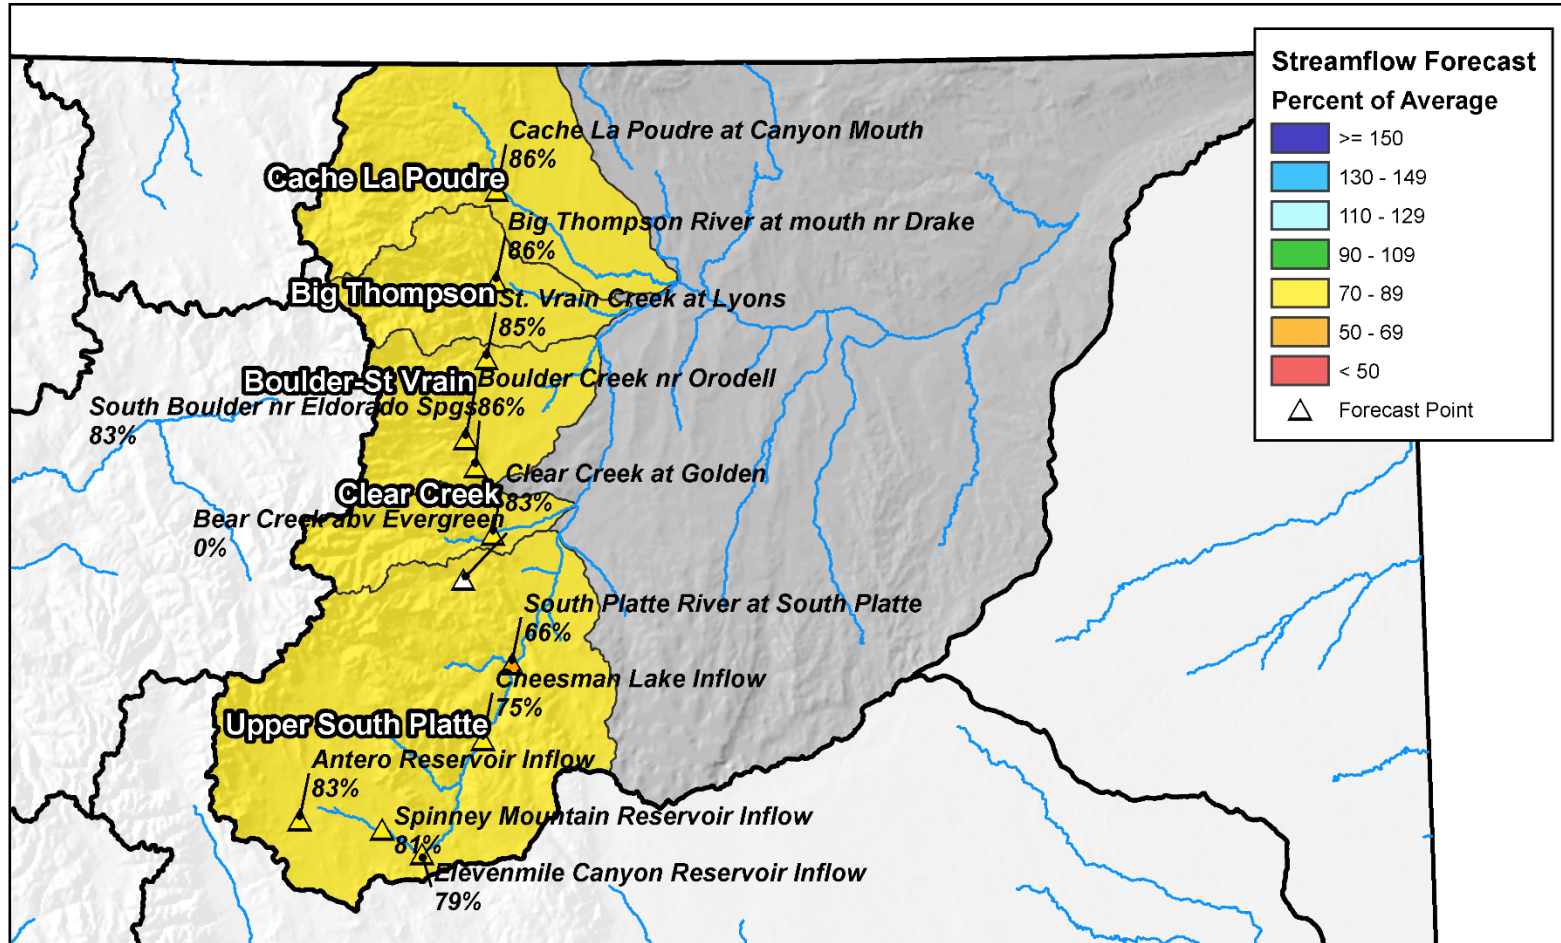 Streamflow Forecast
Percent of Average
>= 150
130 - 149
110 - 129
90 - 109
70 - 89
50 - 69
< 50
Forecast Point
Cache La Poudre at Canyon Mouth
86%
Cache La Poudre
Big Thompson River at mouth nr Drake
86%
Big Thompson
St. Vrain Creek at Lyons
85%
Boulder-St Vrain
Boulder Creek nr Orodell
86%
South Boulder nr Eldorado Spgs
83%
Clear Creek at Golden
83%
Clear Creek
Bear Creek abv Evergreen
0%
South Platte River at South Platte
66%
Cheesman Lake Inflow
75%
Upper South Platte
Antero Reservoir Inflow
83%
Spinney Mountain Reservoir Inflow
81%
Elevenmile Canyon Reservoir Inflow
79%